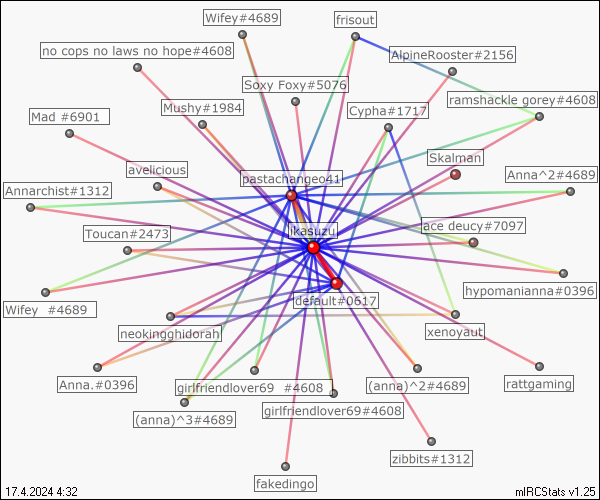 Wifey#4689
frisout
no cops no laws no hope#4608
AlpineRooster#2156
Soxy Foxy#5076
ramshackle gorey#4608
Mushy#1984
Cypha#1717
Mad #6901
Skalman
avelicious
pastachangeo41
Anna^2#4689
Annarchist#1312
ace deucy#7097
Toucan#2473
ikasuzu
hypomanianna#0396
default#0617
Wifey #4689
neokingghidorah
xenoyaut
Anna.#0396
girlfriendlover69 #4608
(anna)^2#4689
rattgaming
(anna)^3#4689
girlfriendlover69#4608
zibbits#1312
fakedingo
17.4.2024 4:32
mIRCStats v1.25